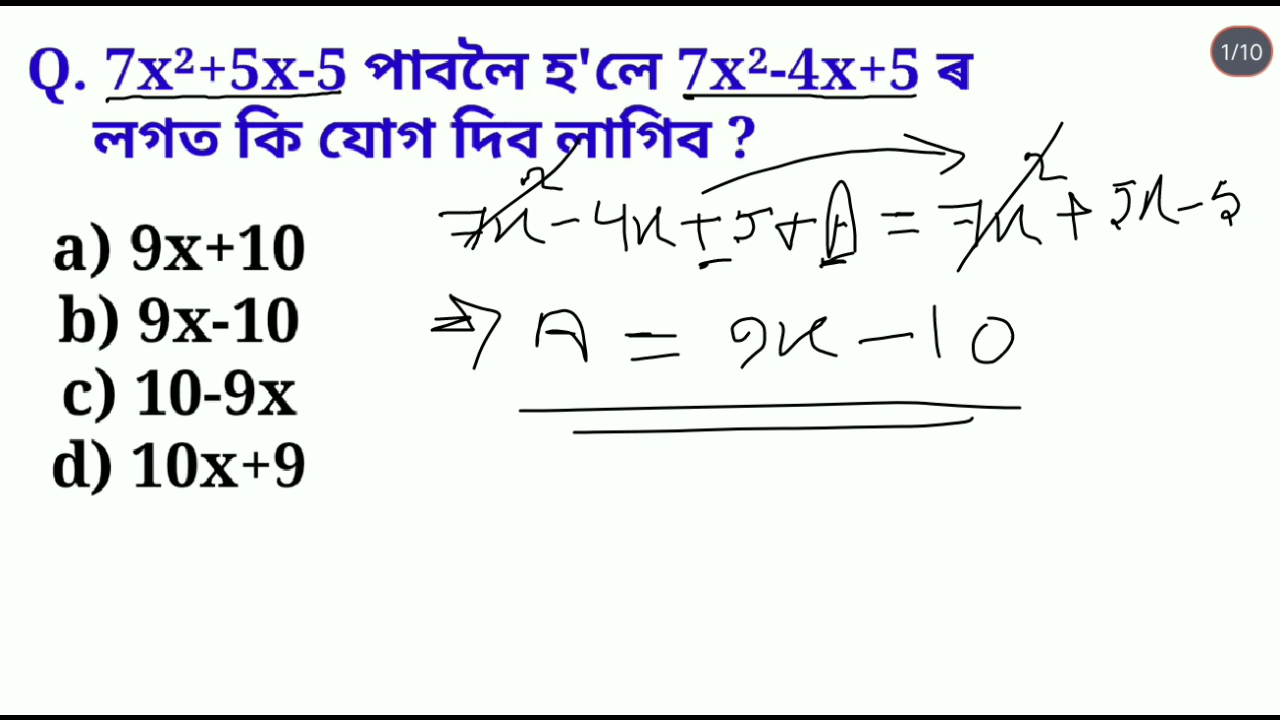 Q. 7x²+5x-5 পাবলৈ হ'লে 7x²-4x+5 ৰ
লগত কি যোগ দিব লাগিব ?
1/10
7x² - 4x + 5 + A = 7x² + 5x - 5
⇒ A = 9x - 10
a) 9x+10
b) 9x-10
c) 10-9x
d) 10x+9